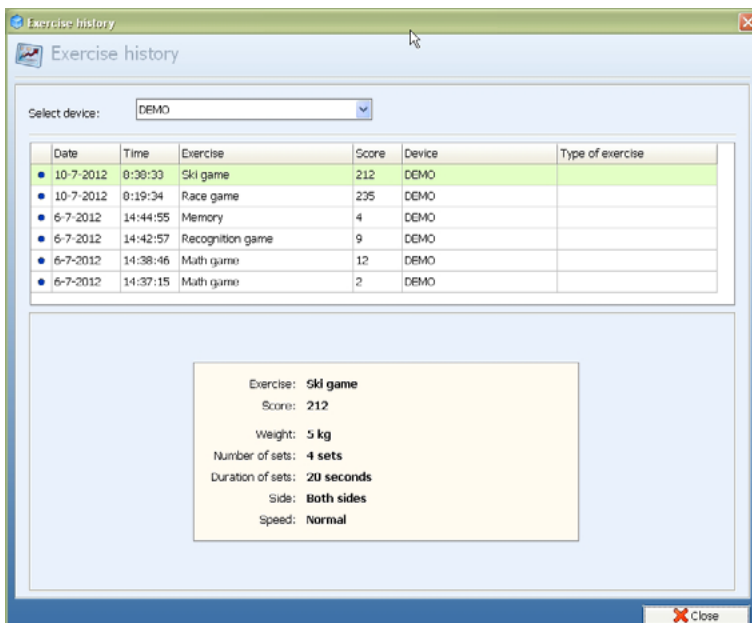 Exercise history
Exercise history
Select device: DEMO
Date Time Exercise Score Device Type of exercise
10-7-2012 8:38:33 Ski game 212 DEMO
10-7-2012 8:19:34 Race game 235 DEMO
6-7-2012 14:44:55 Memory 4 DEMO
6-7-2012 14:42:57 Recognition game 9 DEMO
6-7-2012 14:38:46 Math game 12 DEMO
6-7-2012 14:37:15 Math game 2 DEMO
Exercise: Ski game
Score: 212
Weight: 5 kg
Number of sets: 4 sets
Duration of sets: 20 seconds
Side: Both sides
Speed: Normal
Close